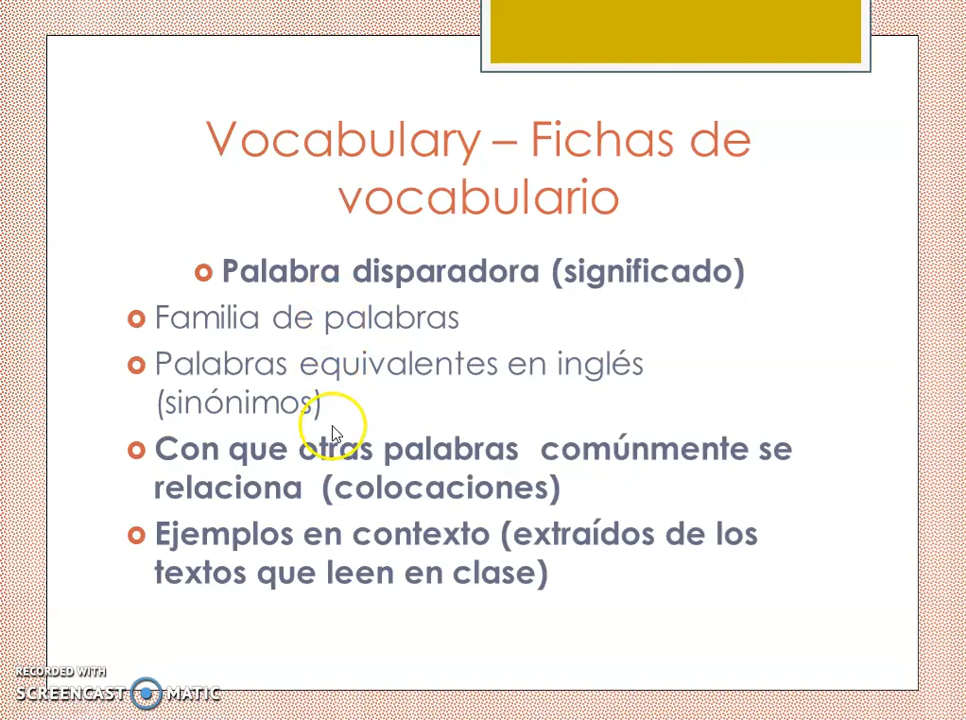 Vocabulary – Fichas de
vocabulario
Palabra disparadora (significado)
Familia de palabras
Palabras equivalentes en inglés
(sinónimos)
Con que otras palabras comúnmente se
relaciona (colocaciones)
Ejemplos en contexto (extraídos de los
textos que leen en clase)
RECORDED WITH
SCREENCAST MATIC